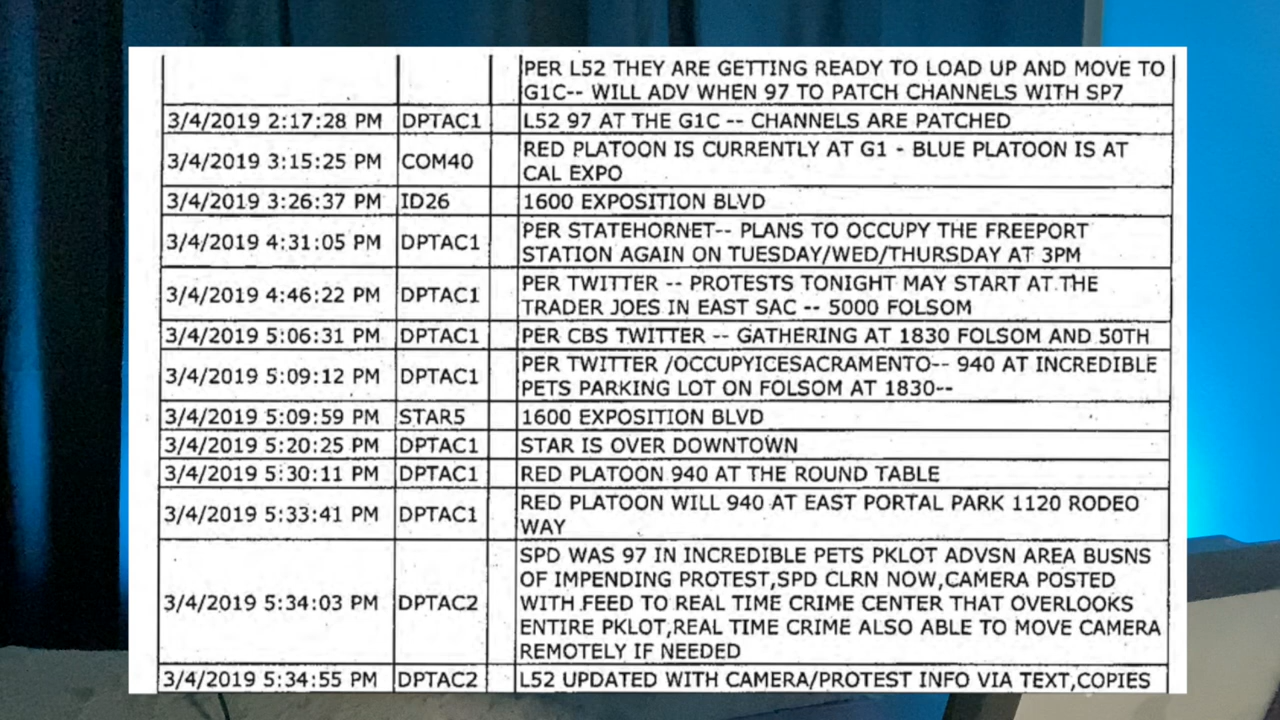 PER L52 THEY ARE GETTING READY TO LOAD UP AND MOVE TO
G1C-- WILL ADV WHEN 97 TO PATCH CHANNELS WITH SP7
3/4/2019 2:17:28 PM DPTAC1 L52 97 AT THE G1C -- CHANNELS ARE PATCHED
3/4/2019 3:15:25 PM COM40 RED PLATOON IS CURRENTLY AT G1 - BLUE PLATOON IS AT
CAL EXPO
3/4/2019 3:26:37 PM ID26 1600 EXPOSITION BLVD
3/4/2019 4:31:05 PM DPTAC1 PER STATEHORNET-- PLANS TO OCCUPY THE FREEPORT
STATION AGAIN ON TUESDAY/WED/THURSDAY AT 3PM
3/4/2019 4:46:22 PM DPTAC1 PER TWITTER -- PROTESTS TONIGHT MAY START AT THE
TRADER JOES IN EAST SAC -- 5000 FOLSOM
3/4/2019 5:06:31 PM DPTAC1 PER CBS TWITTER -- GATHERING AT 1830 FOLSOM AND 50TH
3/4/2019 5:09:12 PM DPTAC1 PER TWITTER /OCCUPYICESACRAMENTO-- 940 AT INCREDIBLE
PETS PARKING LOT ON FOLSOM AT 1830--
3/4/2019 5:09:59 PM STAR5 1600 EXPOSITION BLVD
3/4/2019 5:20:25 PM DPTAC1 STAR IS OVER DOWNTOWN
3/4/2019 5:30:11 PM DPTAC1 RED PLATOON 940 AT THE ROUND TABLE
3/4/2019 5:33:41 PM DPTAC1 RED PLATOON WILL 940 AT EAST PORTAL PARK 1120 RODEO
WAY
3/4/2019 5:34:03 PM DPTAC2 SPD WAS 97 IN INCREDIBLE PETS PKLOT ADVSN AREA BUSNS
OF IMPENDING PROTEST,SPD CLRN NOW,CAMERA POSTED
WITH FEED TO REAL TIME CRIME CENTER THAT OVERLOOKS
ENTIRE PKLOT,REAL TIME CRIME ALSO ABLE TO MOVE CAMERA
REMOTELY IF NEEDED
3/4/2019 5:34:55 PM DPTAC2 L52 UPDATED WITH CAMERA/PROTEST INFO VIA TEXT,COPIES